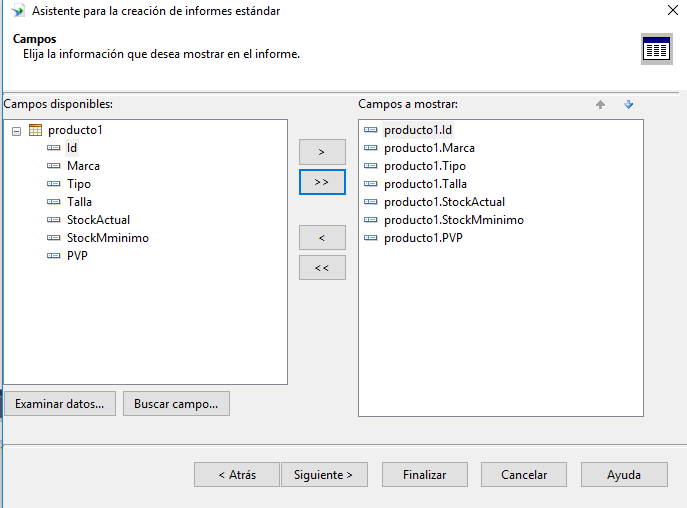 Asistente para la creación de informes estándar
Campos
Elija la información que desea mostrar en el informe.
Campos disponibles:
producto1
Id
Marca
Tipo
Talla
StockActual
StockMminimo
PVP
>
>>
<
<<
Campos a mostrar:
producto1.Id
producto1.Marca
producto1.Tipo
producto1.Talla
producto1.StockActual
producto1.StockMminimo
producto1.PVP
Examinar datos...
Buscar campo...
< Atrás
Siguiente >
Finalizar
Cancelar
Ayuda